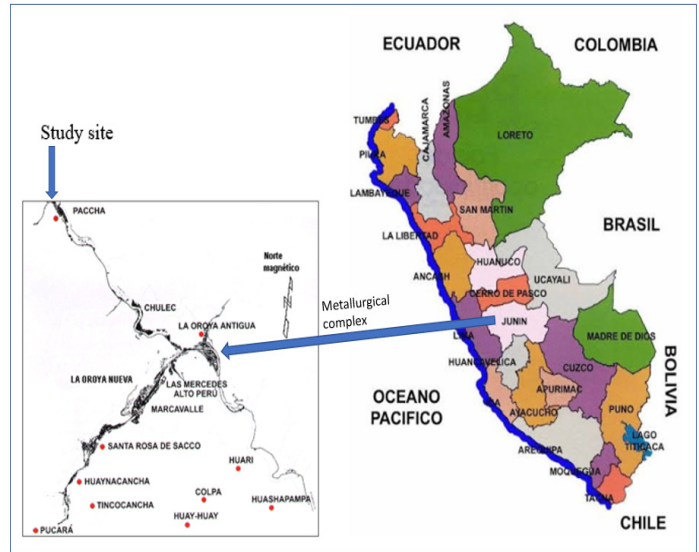 Study site
PACCHA
Norte
magnético
CHULEC
LA OROYA ANTIGUA
Metallurgical
complex
LA OROYA NUEVA
LAS MERCEDES
ALTO PERÚ
MARCAVALLE
SANTA ROSA DE SACCO
HUARI
HUAYNACANCHA
COLPA
TINCOCANCHA
HUASHAPAMPA
HUAY-HUAY
PUCARÁ
ECUADOR
COLOMBIA
TUMBES
CAJAMARCA
AMAZONAS
LORETO
PIURA
LAMBAYEQUE
SAN MARTIN
BRASIL
LA LIBERTAD
HUANUCO
ANCASH
UCAYALI
CERRO DE PASCO
JUNIN
LIMA
MADRE DE DIOS
HUANCAVELICA
CUZCO
OCEANO
PACIFICO
APURIMAC
BOLIVIA
ICA
AYACUCHO
PUNO
LAGO
TITICACA
AREQUIPA
MOQUEGUA
TACNA
CHILE